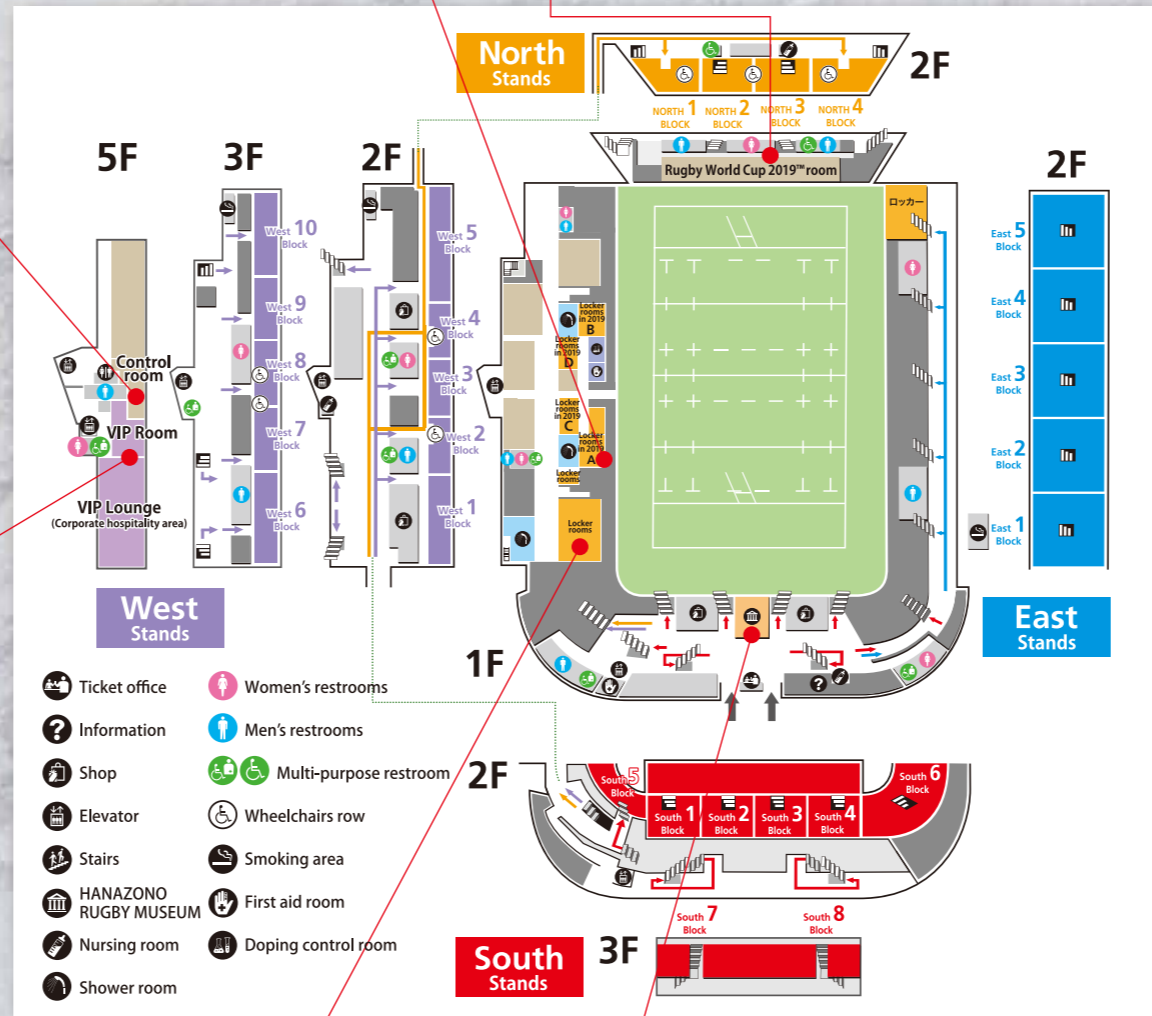 North
Stands
2F
NORTH 1
BLOCK
NORTH 2
BLOCK
NORTH 3
BLOCK
NORTH 4
BLOCK
Rugby World Cup 2019™ room
5F
Control
room
VIP Room
VIP Lounge
(Corporate hospitality area)
3F
West 10
Block
West 9
Block
West 8
Block
West 7
Block
West 6
Block
2F
West 5
Block
West 4
Block
West 3
Block
West 2
Block
West 1
Block
West
Stands
1F
Locker
rooms
in 2019
B
Locker
rooms
in 2019
D
Locker
rooms
in 2019
C
Locker
rooms
in 2019
A
Locker
rooms
Locker
rooms
ロッカー
2F
East 5
Block
East 4
Block
East 3
Block
East 2
Block
East 1
Block
East
Stands
Ticket office
Information
Shop
Elevator
Stairs
HANAZONO
RUGBY MUSEUM
Nursing room
Shower room
Women's restrooms
Men's restrooms
Multi-purpose restroom
Wheelchairs row
Smoking area
First aid room
Doping control room
2F
South 5
Block
South 1
Block
South 2
Block
South 3
Block
South 4
Block
South 6
Block
South 7
Block
South 8
Block
South
Stands
3F